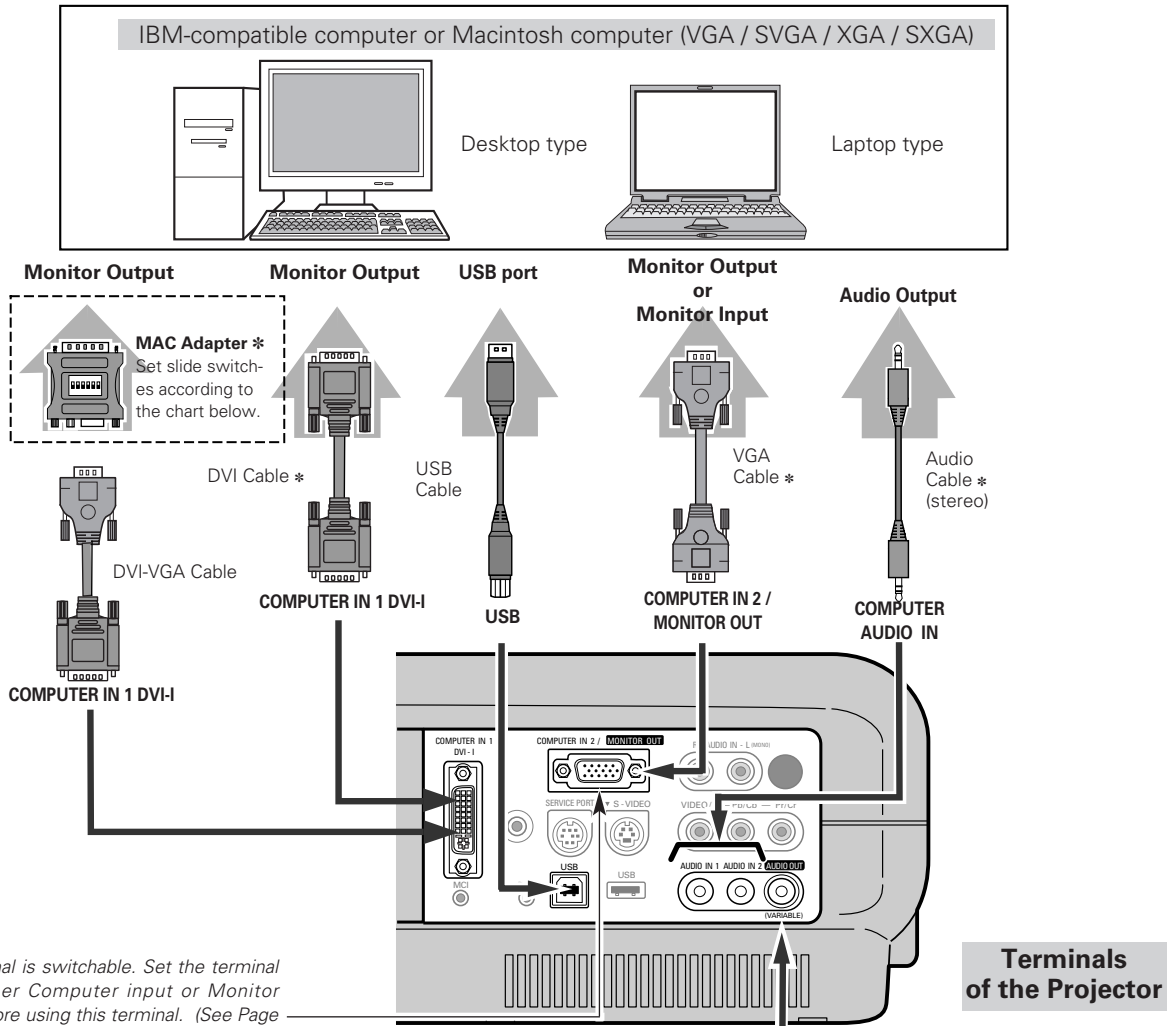 IBM-compatible computer or Macintosh computer (VGA / SVGA / XGA / SXGA)
Desktop type
Laptop type
Monitor Output
Monitor Output
USB port
Monitor Output
or
Monitor Input
Audio Output
MAC Adapter ✻
Set slide switch-
es according to
the chart below.
DVI Cable ✻
USB
Cable
VGA
Cable ✻
Audio
Cable ✻
(stereo)
DVI-VGA Cable
COMPUTER IN 1 DVI-I
USB
COMPUTER IN 2 /
MONITOR OUT
COMPUTER
AUDIO IN
COMPUTER IN 1 DVI-I
COMPUTER IN 1
DVI - I
COMPUTER IN 2 / MONITOR OUT
AUDIO IN - L (MONO)
SERVICE PORT
S - VIDEO
VIDEO/
– Pb/Cb – Pr/Cr
USB
USB
MCI
AUDIO IN 1 AUDIO IN 2 AUDIO OUT
(VARIABLE)
is switchable. Set the terminal
Computer input or Monitor
using this terminal. (See Page
Terminals
of the Projector